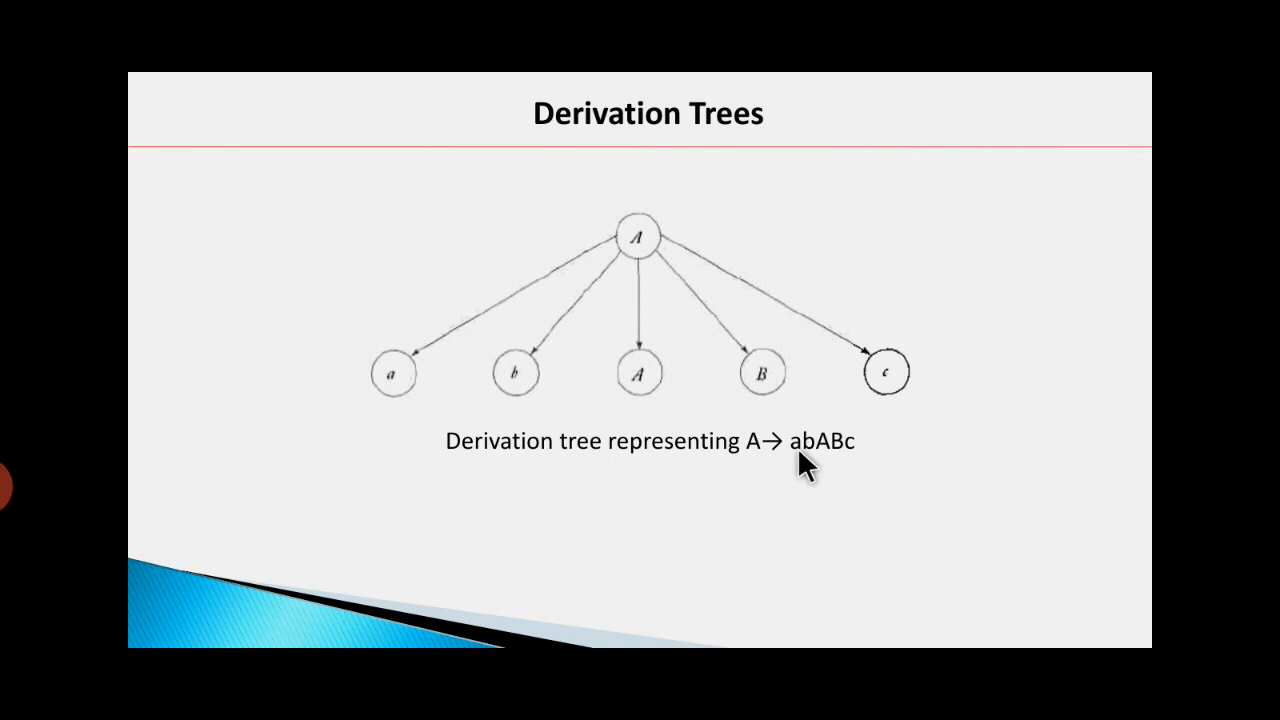 Derivation Trees
A
a b A B c
Derivation tree representing A→ abABc